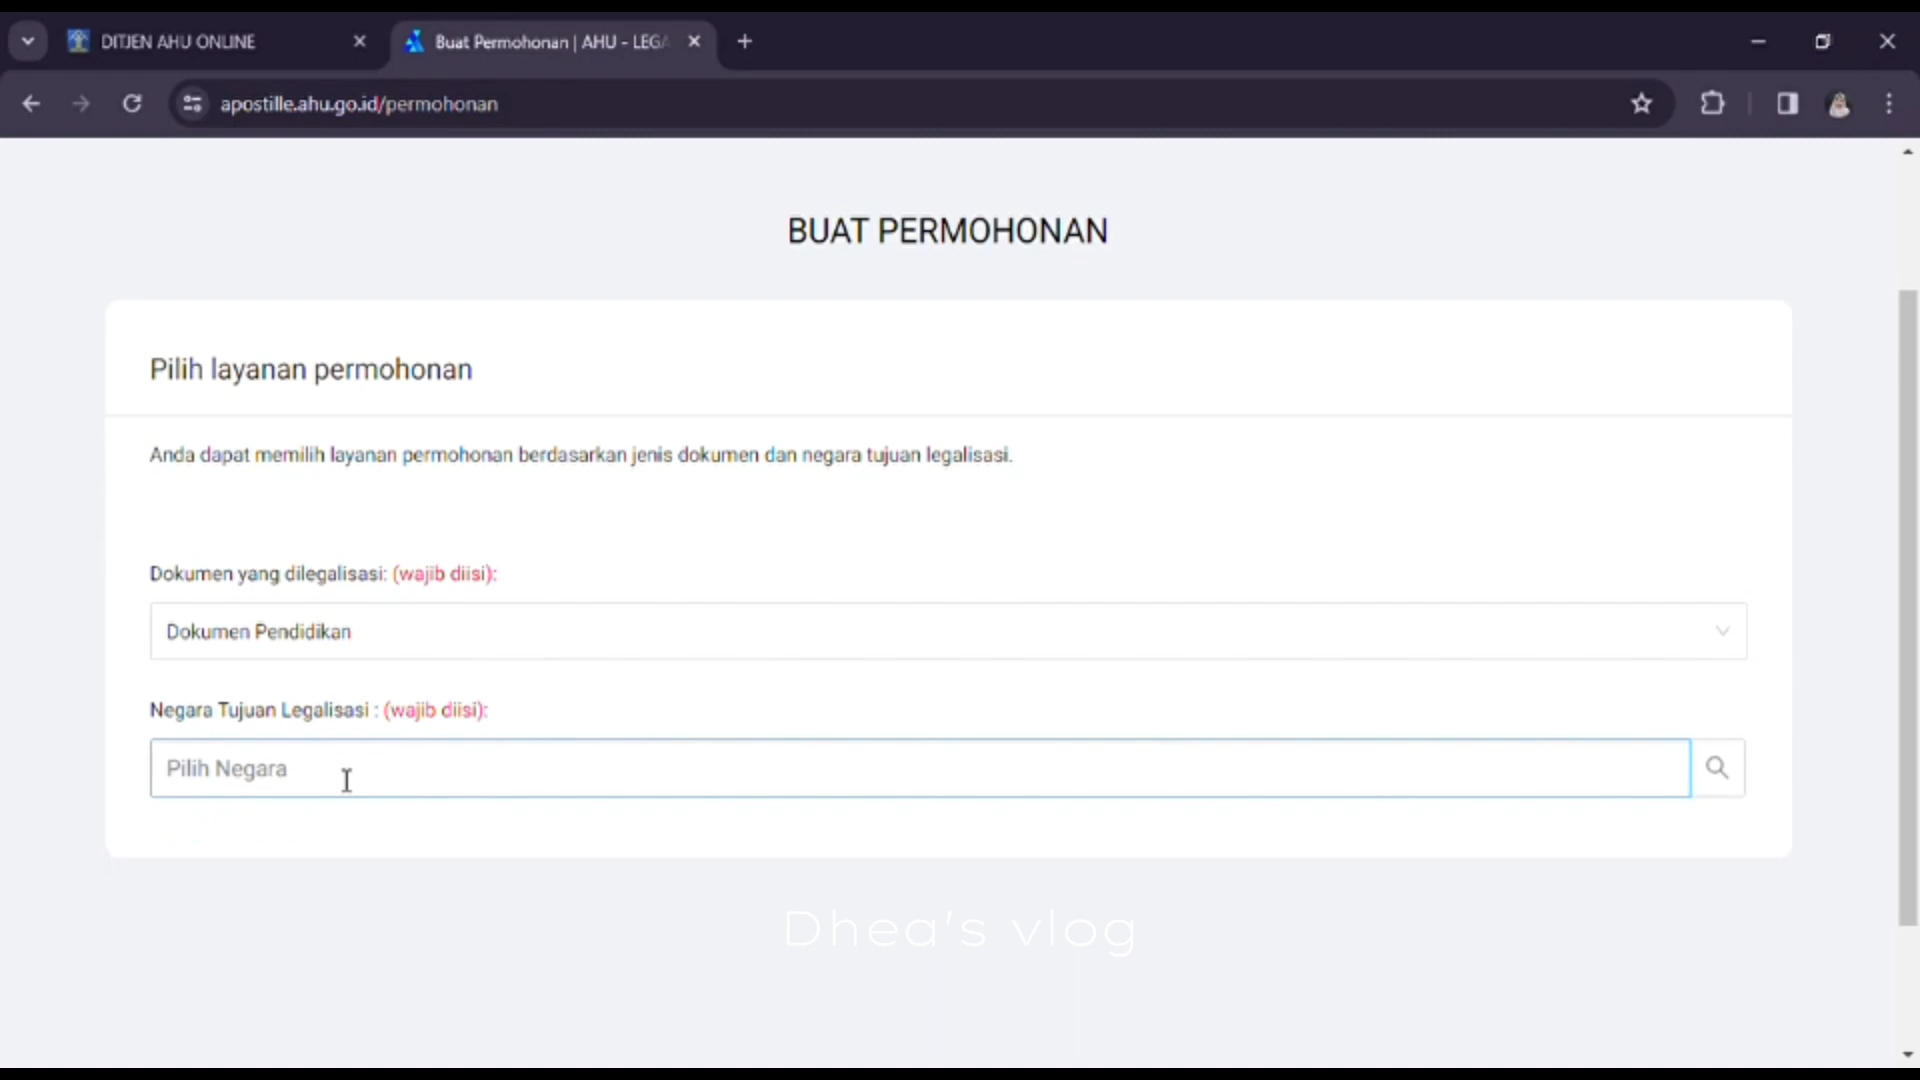 DITJEN AHU ONLINE
Buat Permohonan | AHU - LEGA
apostille.ahu.go.id/permohonan
BUAT PERMOHONAN
Pilih layanan permohonan
Anda dapat memilih layanan permohonan berdasarkan jenis dokumen dan negara tujuan legalisasi.
Dokumen yang dilegalisasi: (wajib diisi):
Dokumen Pendidikan
Negara Tujuan Legalisasi : (wajib diisi):
Pilih Negara
Dhea's vlog